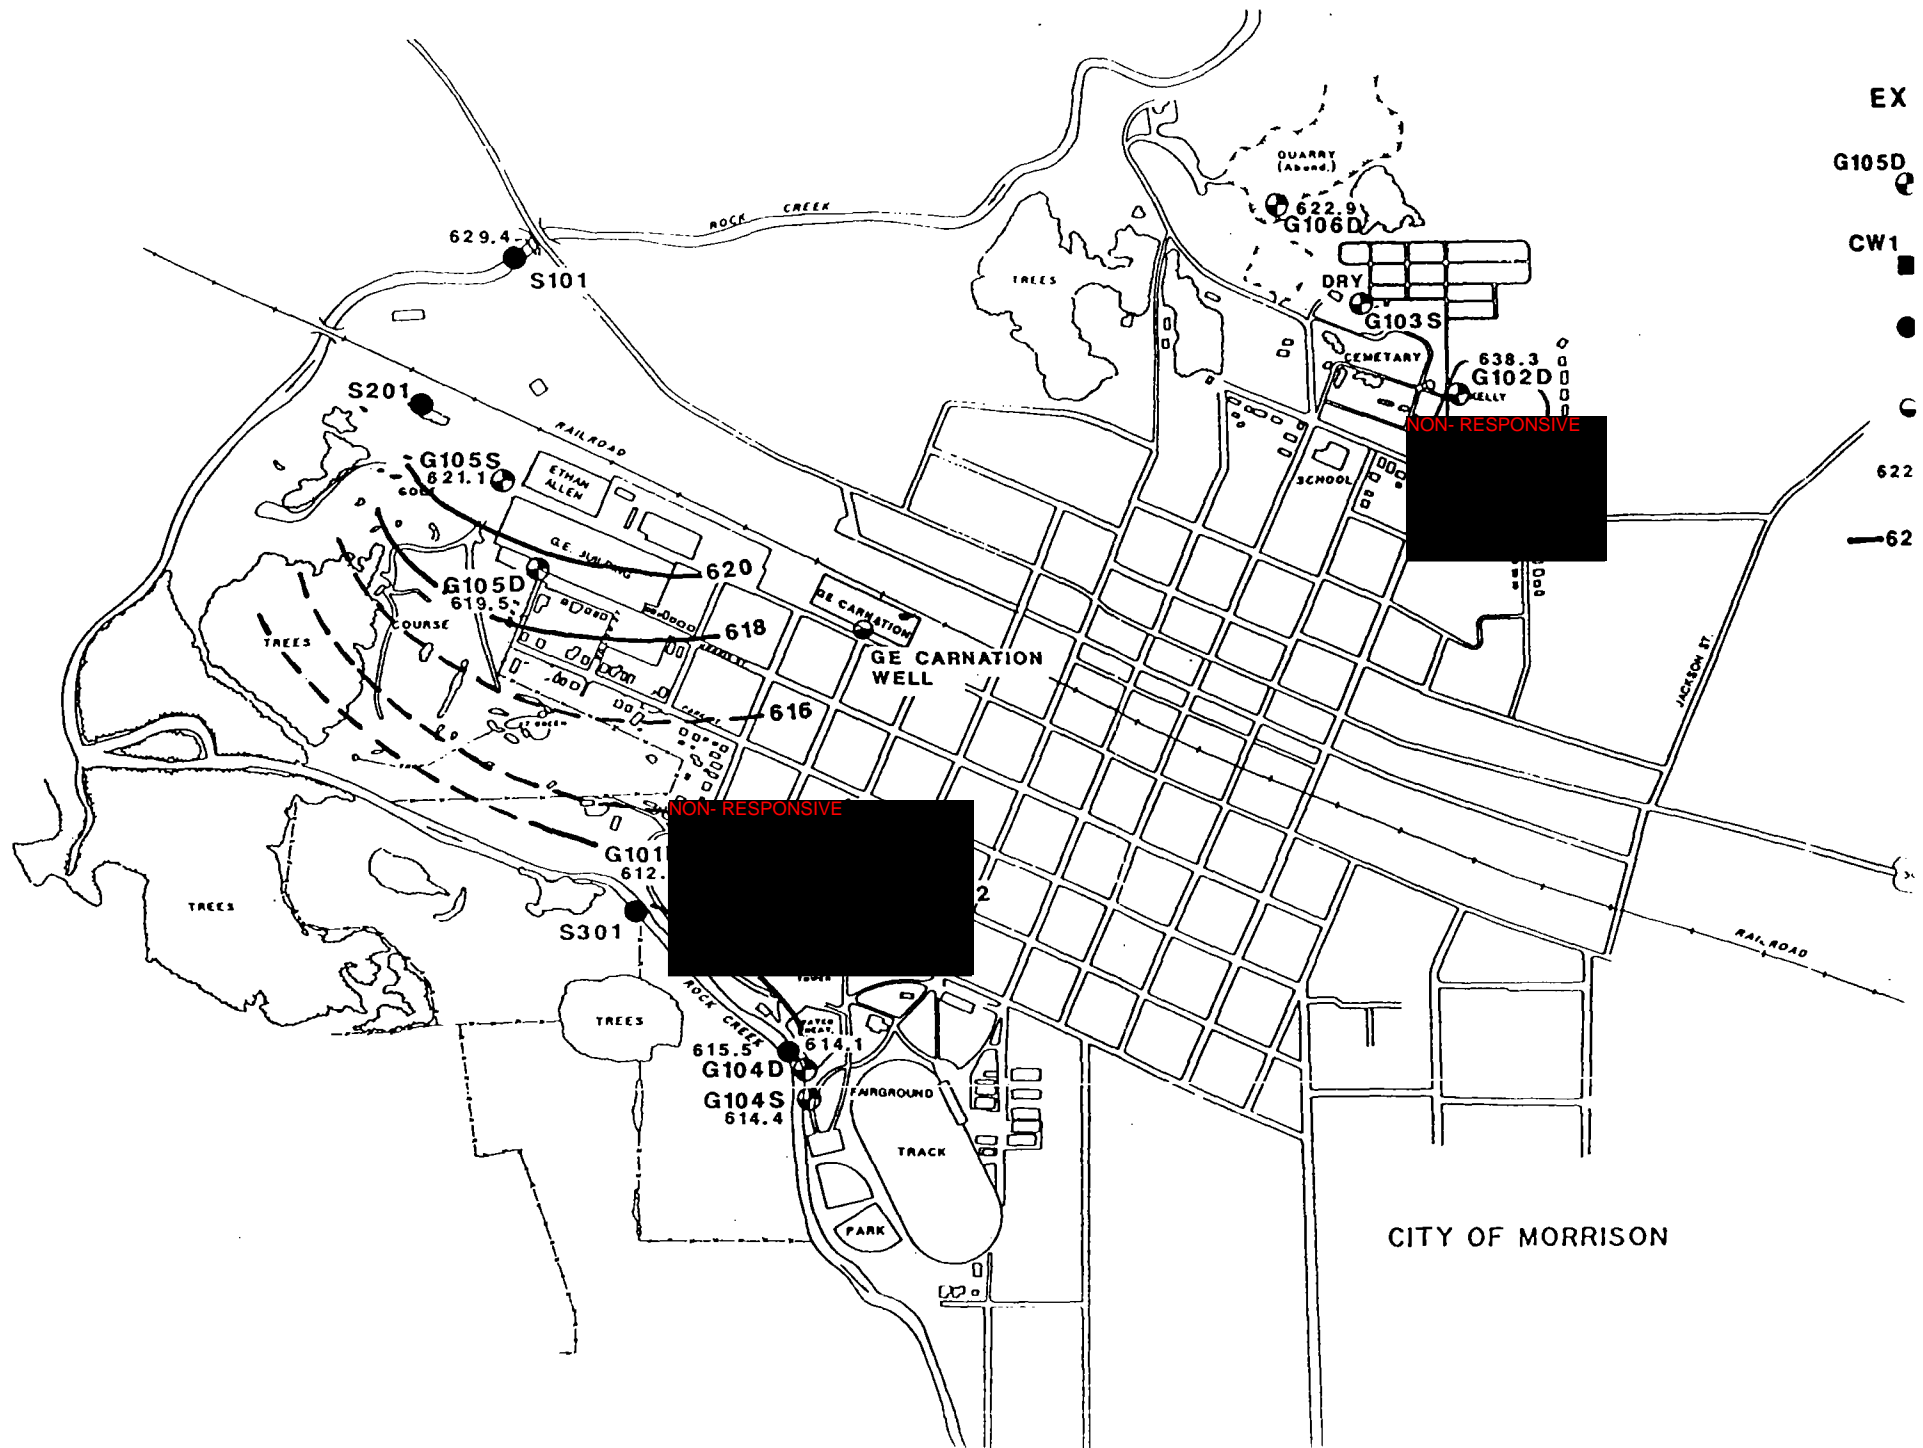 EX
QUARRY
(Aband.)
G105D
ROCK CREEK
622.9
G106D
629.4
S101
CW1
TREES
DRY
G103S
CEMETARY
638.3
G102D
KELLY
S201
NON- RESPONSIVE
RAILROAD
G105S
621.1
ETHAN
ALLEN
SCHOOL
622
G.E. BUILDING
620
62
G105D
619.5
GE CARNATION
COURSE
618
TREES
GE CARNATION
WELL
JACKSON ST.
616
NON- RESPONSIVE
G101
612.
2
TREES
S301
RAILROAD
ROCK CREEK
TREES
615.5
614.1
G104D
FAIRGROUND
G104S
614.4
TRACK
PARK
CITY OF MORRISON